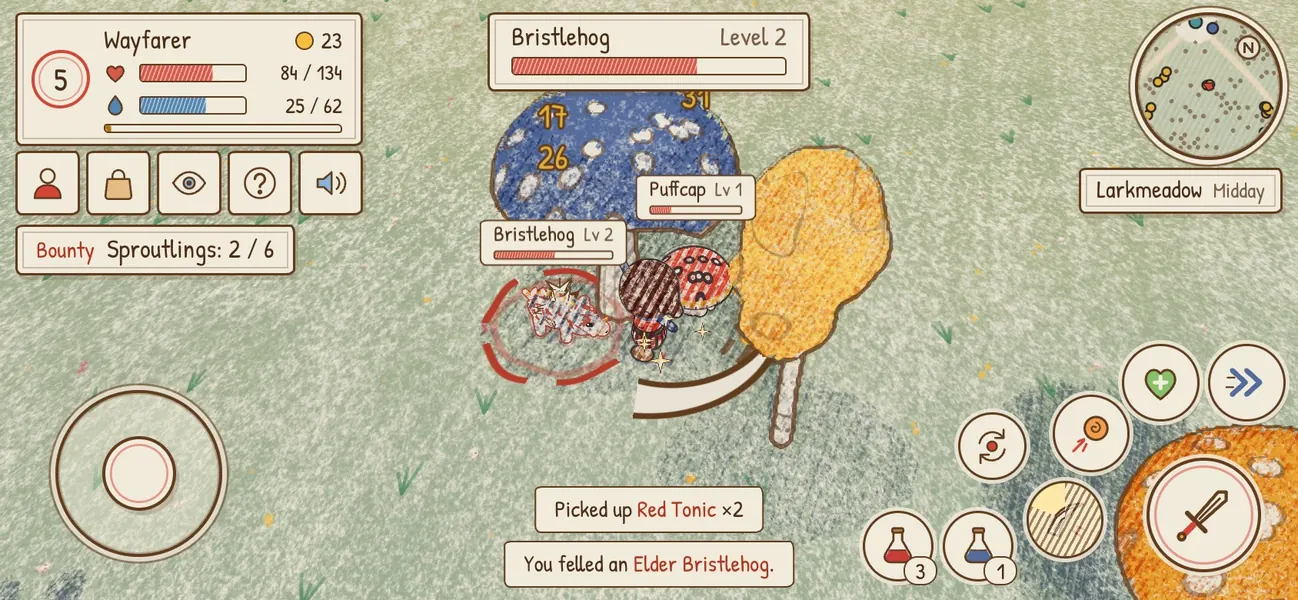 Wayfarer
23
5
84 / 134
25 / 62
Bounty Sproutlings: 2 / 6
Bristlehog Level 2
31
17
26
Puffcap Lv 1
Bristlehog Lv 2
N
Larkmeadow Midday
?
Picked up Red Tonic ×2
You felled an Elder Bristlehog.
3
1